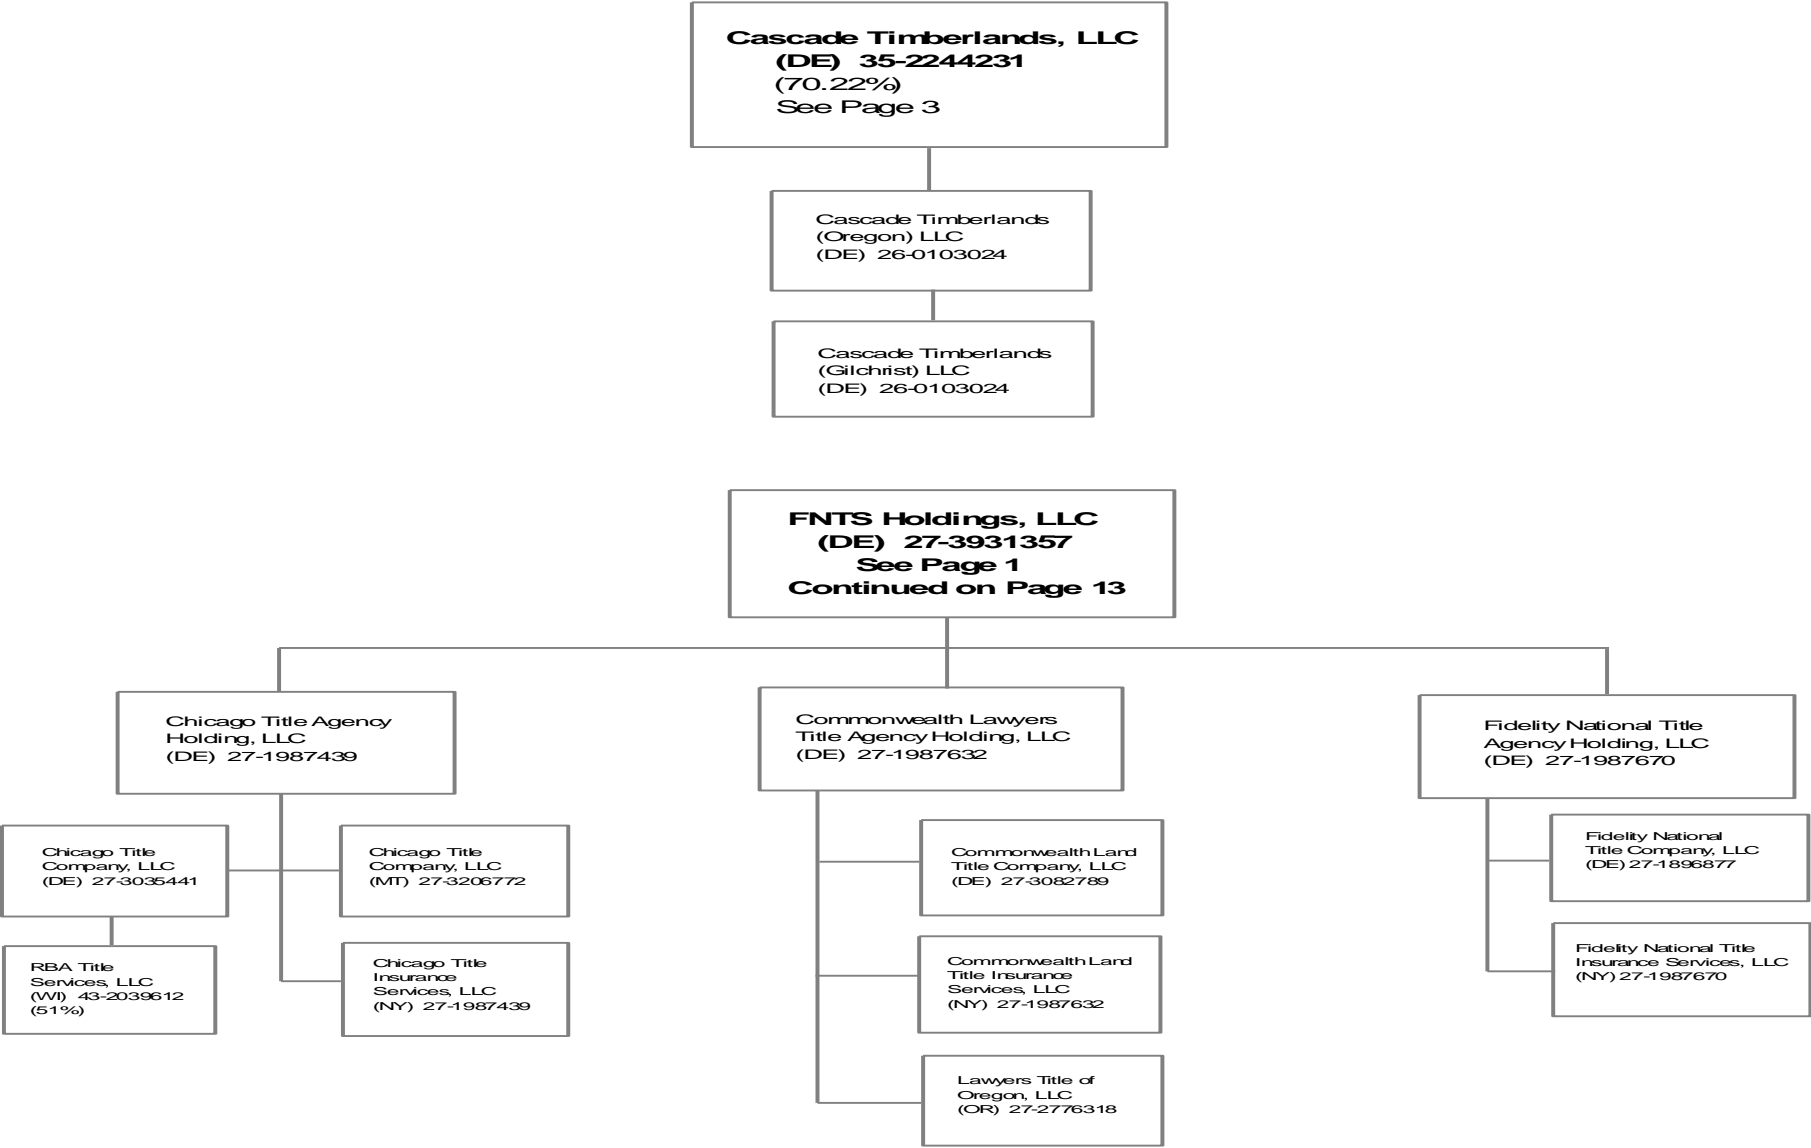 Cascade Timberlands, LLC
(DE) 35-2244231
(70.22%)
See Page 3
Cascade Timberlands
(Oregon) LLC
(DE) 26-0103024
Cascade Timberlands
(Gilchrist) LLC
(DE) 26-0103024
FNTS Holdings, LLC
(DE) 27-3931357
See Page 1
Continued on Page 13
Chicago Title Agency
Holding, LLC
(DE) 27-1987439
Commonwealth Lawyers
Title Agency Holding, LLC
(DE) 27-1987632
Fidelity National Title
Agency Holding, LLC
(DE) 27-1987670
Chicago Title
Company, LLC
(DE) 27-3035441
Chicago Title
Company, LLC
(MT) 27-3206772
RBA Title
Services, LLC
(WI) 43-2039612
(51%)
Chicago Title
Insurance
Services, LLC
(NY) 27-1987439
Commonwealth Land
Title Company, LLC
(DE) 27-3082789
Commonwealth Land
Title Insurance
Services, LLC
(NY) 27-1987632
Lawyers Title of
Oregon, LLC
(OR) 27-2776318
Fidelity National
Title Company, LLC
(DE) 27-1896877
Fidelity National Title
Insurance Services, LLC
(NY) 27-1987670